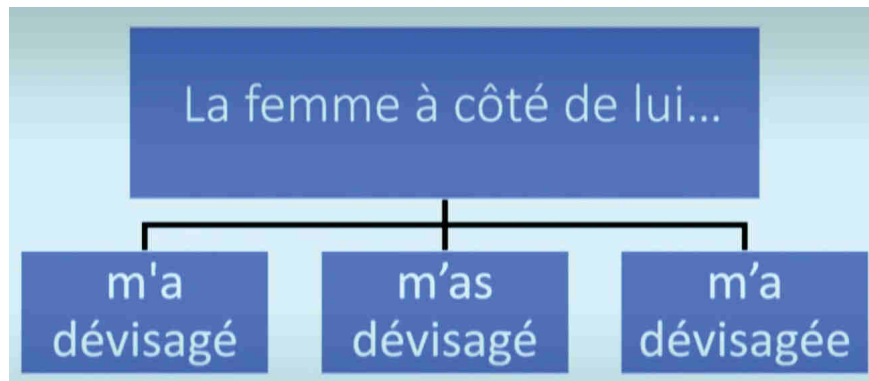 La femme à côté de lui...
m'a
dévisagé
m’as
dévisagé
m’a
dévisagée